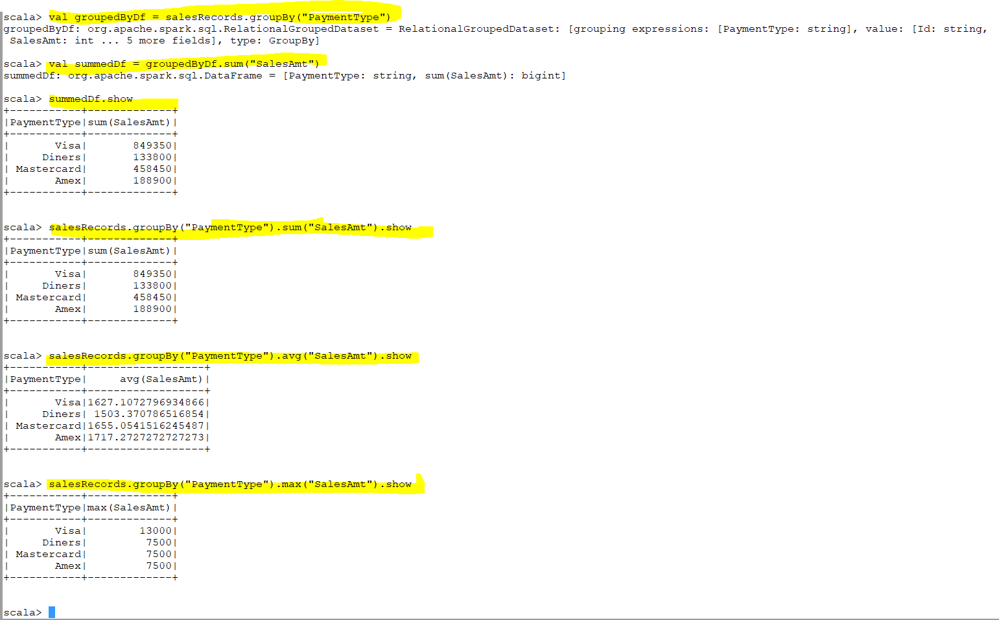 scala> val groupedByDf = salesRecords.groupBy("PaymentType")
groupedByDf: org.apache.spark.sql.RelationalGroupedDataset = RelationalGroupedDataset: [grouping expressions: [PaymentType: string], value: [Id: string,
 SalesAmt: int ... 5 more fields], type: GroupBy]
scala> val summedDf = groupedByDf.sum("SalesAmt")
summedDf: org.apache.spark.sql.DataFrame = [PaymentType: string, sum(SalesAmt): bigint]
scala> summedDf.show
+-----------+-------------+
|PaymentType|sum(SalesAmt)|
+-----------+-------------+
|       Visa|       849350|
|     Diners|       133800|
| Mastercard|       458450|
|       Amex|       188900|
+-----------+-------------+
scala> salesRecords.groupBy("PaymentType").sum("SalesAmt").show
+-----------+-------------+
|PaymentType|sum(SalesAmt)|
+-----------+-------------+
|       Visa|       849350|
|     Diners|       133800|
| Mastercard|       458450|
|       Amex|       188900|
+-----------+-------------+
scala> salesRecords.groupBy("PaymentType").avg("SalesAmt").show
+-----------+------------------+
|PaymentType|     avg(SalesAmt)|
+-----------+------------------+
|       Visa|1627.1072796934866|
|     Diners| 1503.370786516854|
| Mastercard|1655.0541516245487|
|       Amex|1717.2727272727273|
+-----------+------------------+
scala> salesRecords.groupBy("PaymentType").max("SalesAmt").show
+-----------+-------------+
|PaymentType|max(SalesAmt)|
+-----------+-------------+
|       Visa|        13000|
|     Diners|         7500|
| Mastercard|         7500|
|       Amex|         7500|
+-----------+-------------+
scala>